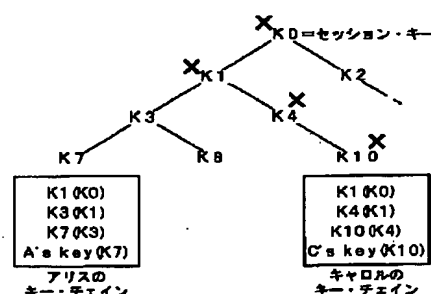 × KD=セッション・キー
× K1 K2
K3 K4 ×
K7 K8 K10 ×
K1(K0)
K3(K1)
K7(K3)
A's key(K7)
アリスの
キー・チェイン
K1(K0)
K4(K1)
K10(K4)
C's key(K10)
キャロルの
キー・チェイン